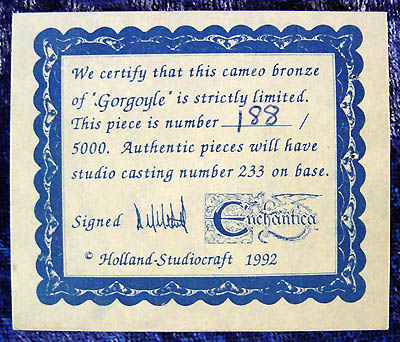 We certify that this cameo bronze
of 'Gorgoyle' is strictly limited.
This piece is number 188 /
5000. Authentic pieces will have
studio casting number 233 on base.
Signed
Enchantica
© Holland-Studiocraft 1992